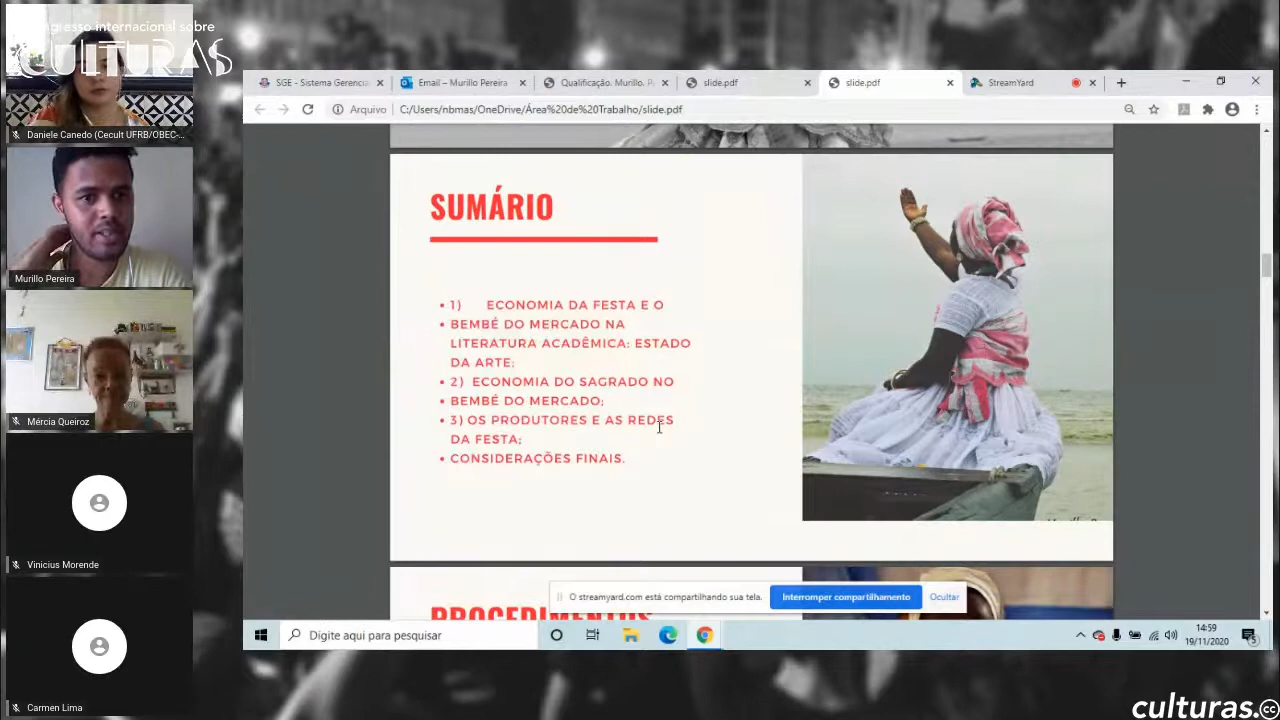 ngresso internacional sobre
CULTURAS
Daniele Canedo (Cecult UFRB/OBEC-...
Murillo Pereira
Mércia Queiroz
Vinicius Morende
Carmen Lima
SGE - Sistema Gerencia
Email – Murillo Pereira
Qualificação. Murillo. P
slide.pdf
slide.pdf
StreamYard
Arquivo
C:/Users/nbmas/OneDrive/Área%20de%20Trabalho/slide.pdf
SUMÁRIO
• 1) ECONOMIA DA FESTA E O
• BEMBÉ DO MERCADO NA
LITERATURA ACADÊMICA: ESTADO
DA ARTE;
• 2) ECONOMIA DO SAGRADO NO
• BEMBÉ DO MERCADO;
• 3) OS PRODUTORES E AS REDES
DA FESTA;
• CONSIDERAÇÕES FINAIS.
PROCEDIMENTOS
O streamyard.com está compartilhando sua tela.
Interromper compartilhamento
Ocultar
Digite aqui para pesquisar
14:59
19/11/2020
5
culturas.cc